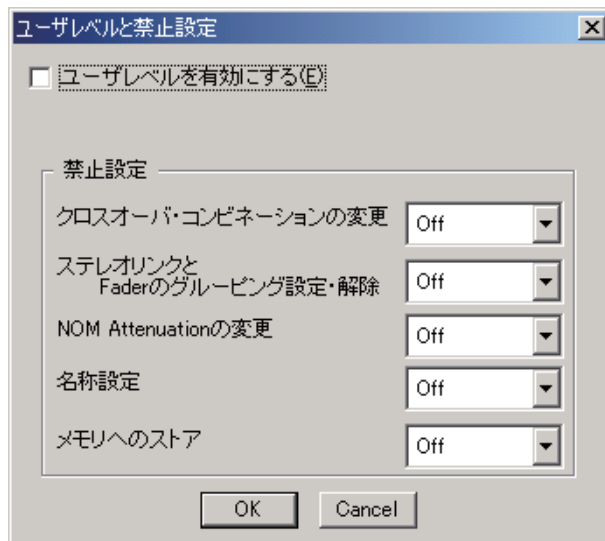 ユーザレベルと禁止設定
ユーザレベルを有効にする(E)
禁止設定
クロスオーバ・コンビネーションの変更 Off
ステレオリンクと
Faderのグルーピング設定・解除 Off
NOM Attenuationの変更 Off
名称設定 Off
メモリへのストア Off
OK Cancel